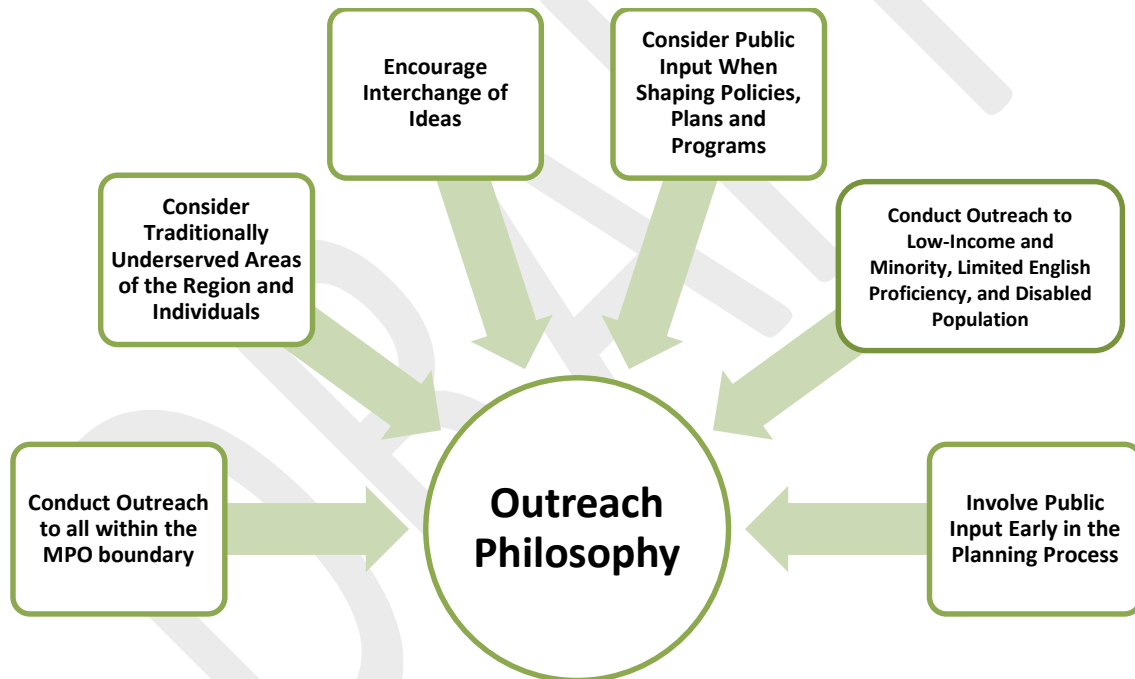 Encourage
Interchange of
Ideas
Consider Public
Input When
Shaping Policies,
Plans and
Programs
Consider
Traditionally
Underserved Areas
of the Region and
Individuals
Conduct Outreach to
Low-Income and
Minority, Limited English
Proficiency, and Disabled
Population
Conduct Outreach
to all within the
MPO boundary
Outreach
Philosophy
Involve Public
Input Early in the
Planning Process